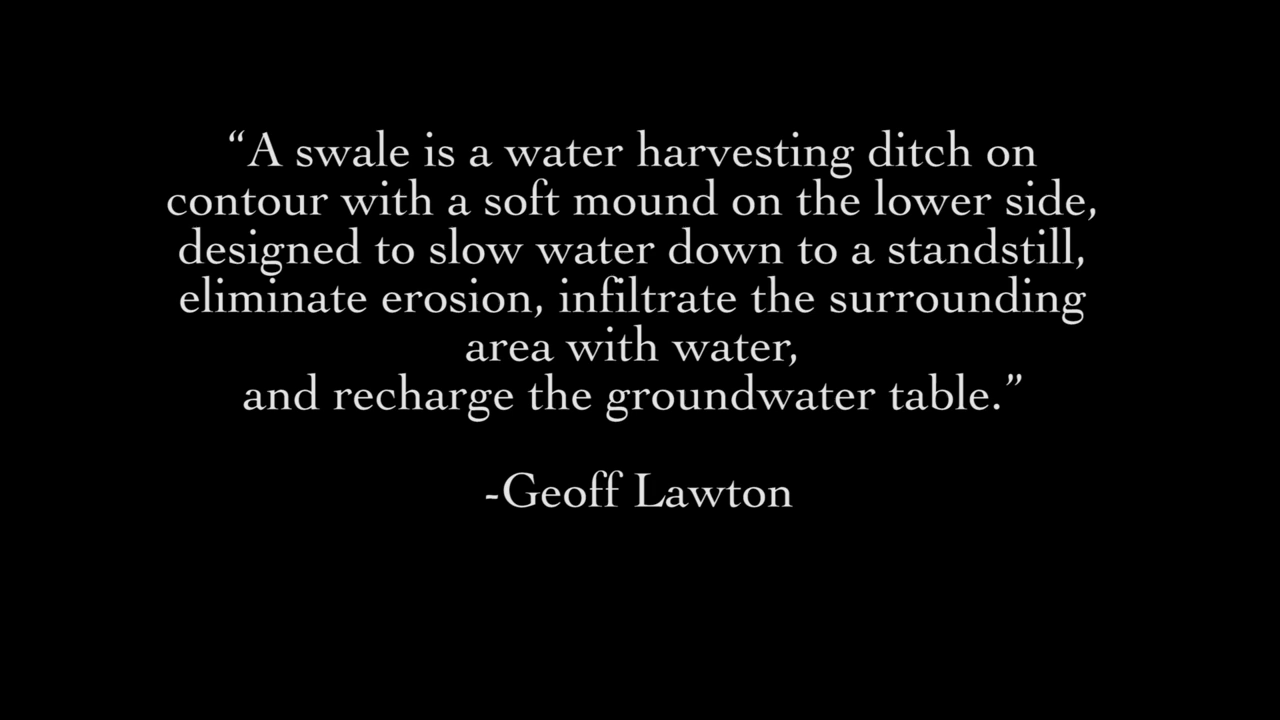 “A swale is a water harvesting ditch on
contour with a soft mound on the lower side,
designed to slow water down to a standstill,
eliminate erosion, infiltrate the surrounding
area with water,
and recharge the groundwater table.”
-Geoff Lawton